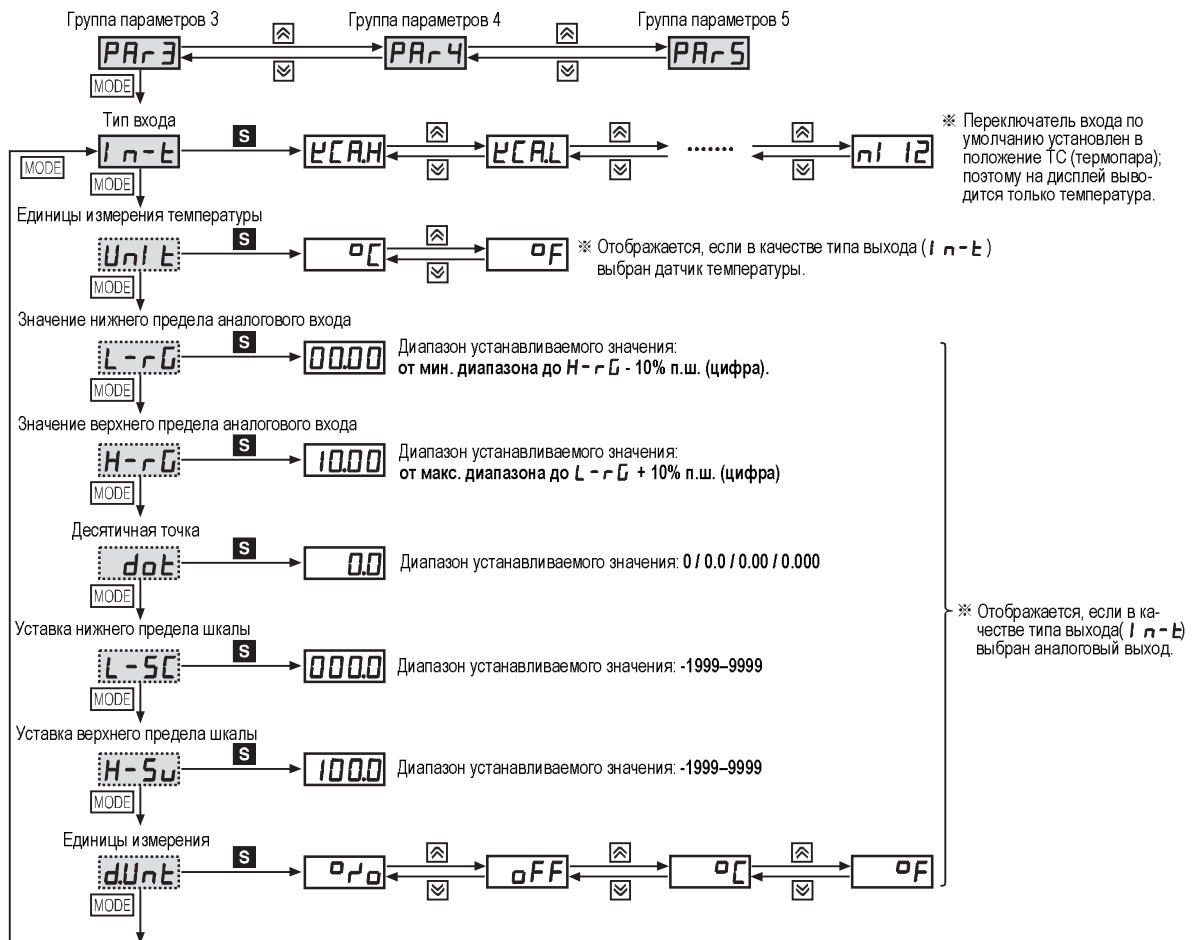 Группа параметров 3
Группа параметров 4
Группа параметров 5
PAr3
PAr4
PAr5
MODE
Тип входа
In-t
S
KCA.H
KCA.L
.......
nI 12
※ Переключатель входа по
умолчанию установлен в
положение ТС (термопара);
поэтому на дисплей выво-
дится только температура.
MODE
MODE
Единицы измерения температуры
UnIt
S
°C
°F
※ Отображается, если в качестве типа выхода ( In-t )
выбран датчик температуры.
MODE
Значение нижнего предела аналогового входа
L-rG
S
00.00
Диапазон устанавливаемого значения:
от мин. диапазона до H-rG - 10% п.ш. (цифра).
MODE
Значение верхнего предела аналогового входа
H-rG
S
10.00
Диапазон устанавливаемого значения:
от макс. диапазона до L-rG + 10% п.ш. (цифра)
MODE
Десятичная точка
dot
S
0.0
Диапазон устанавливаемого значения: 0 / 0.0 / 0.00 / 0.000
MODE
※ Отображается, если в ка-
честве типа выхода( In-t)
выбран аналоговый выход.
Уставка нижнего предела шкалы
L-SC
S
000.0
Диапазон устанавливаемого значения: -1999–9999
MODE
Уставка верхнего предела шкалы
H-Su
S
100.0
Диапазон устанавливаемого значения: -1999–9999
MODE
Единицы измерения
d.Unt
S
%
oFF
°C
°F
MODE